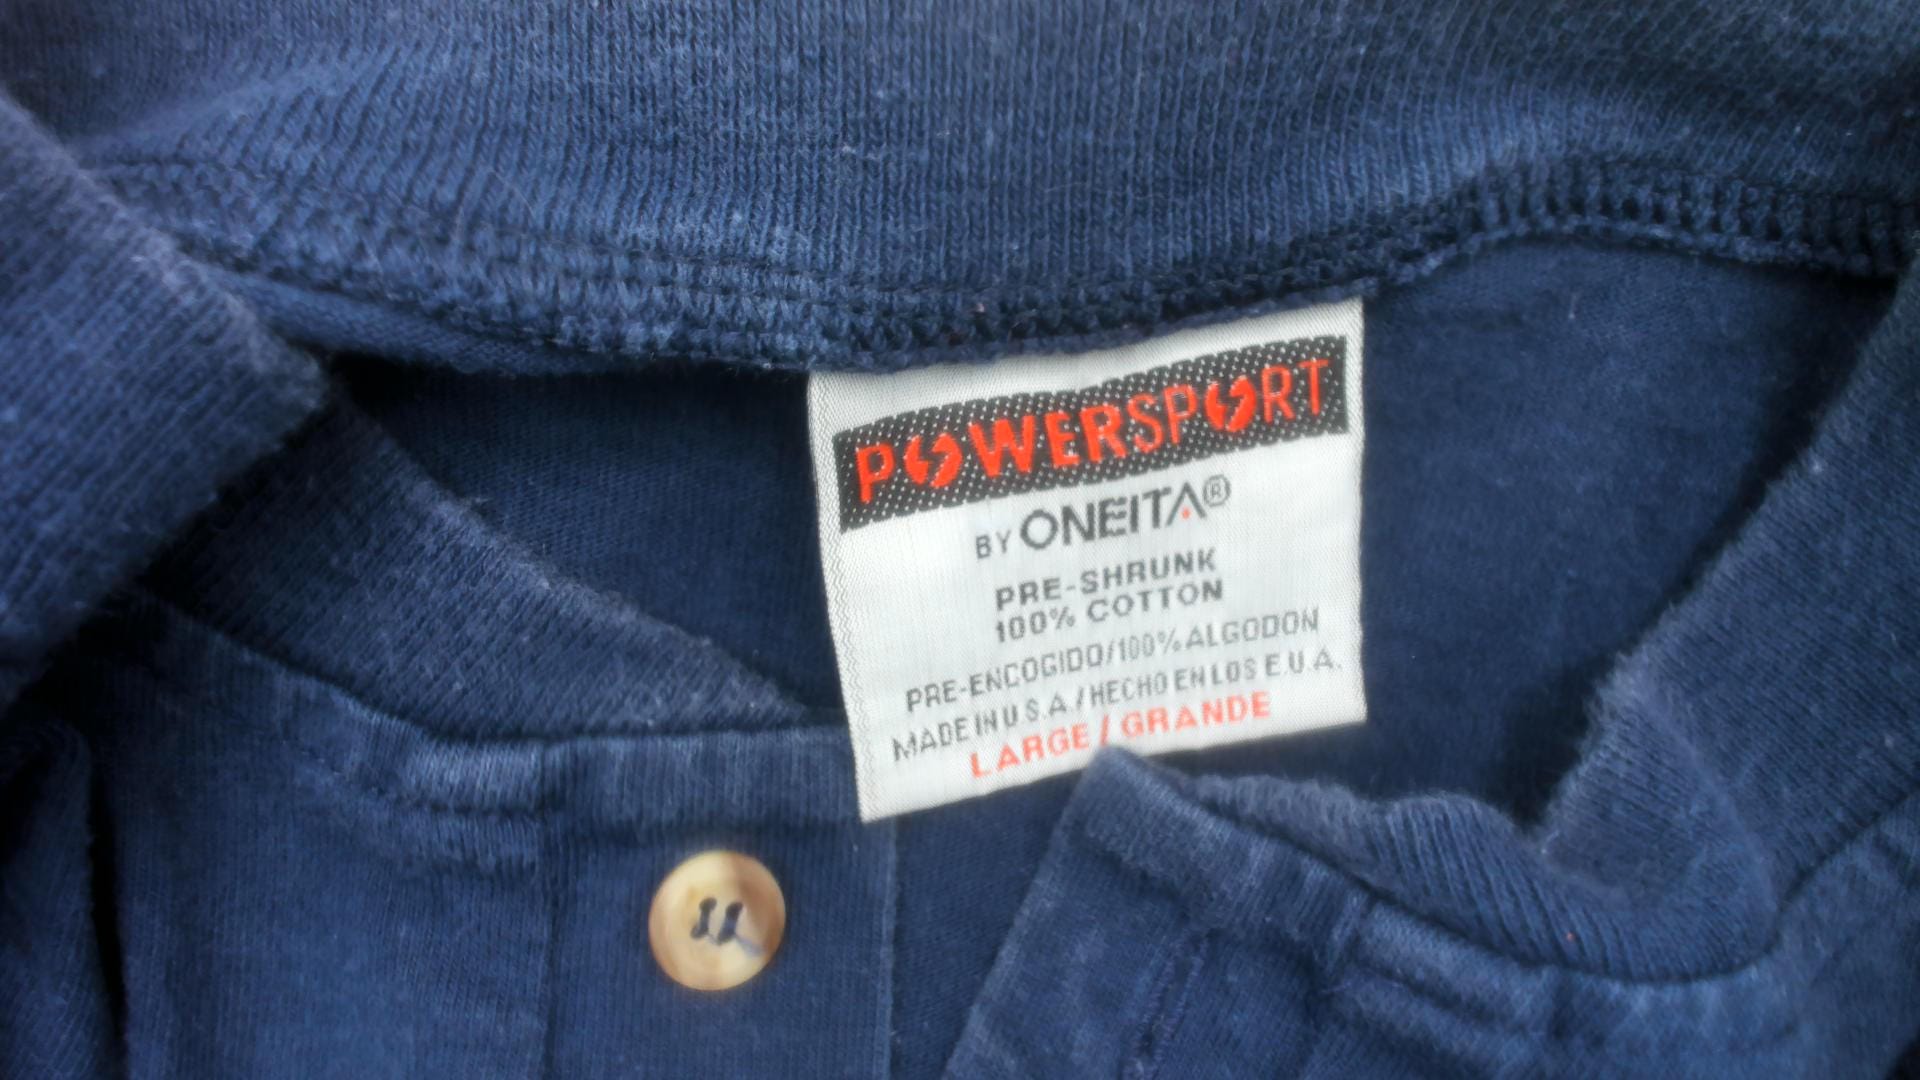 POWERSPORT
BY ONEITA®
PRE-SHRUNK
100% COTTON
PRE-ENCOGIDO/100% ALGODON
MADE IN U.S.A./HECHO EN LOS E.U.A.
LARGE / GRANDE